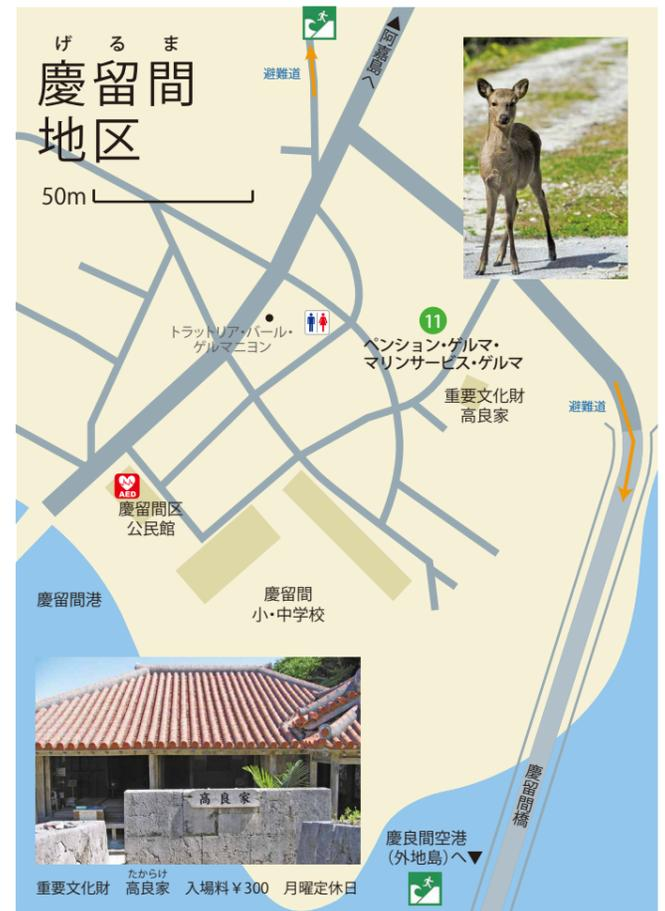 げるま
慶留間
地区
50m
避難道
▲阿嘉島へ
トラットリア・バール・
ゲルマニヨン
11
ペンション・ゲルマ・
マリンサービス・ゲルマ
重要文化財
高良家
避難道
AED
慶留間区
公民館
慶留間港
慶留間
小・中学校
高良家
慶留間橋
慶良間空港
(外地島)へ▼
たからけ
重要文化財 高良家 入場料¥300 月曜定休日